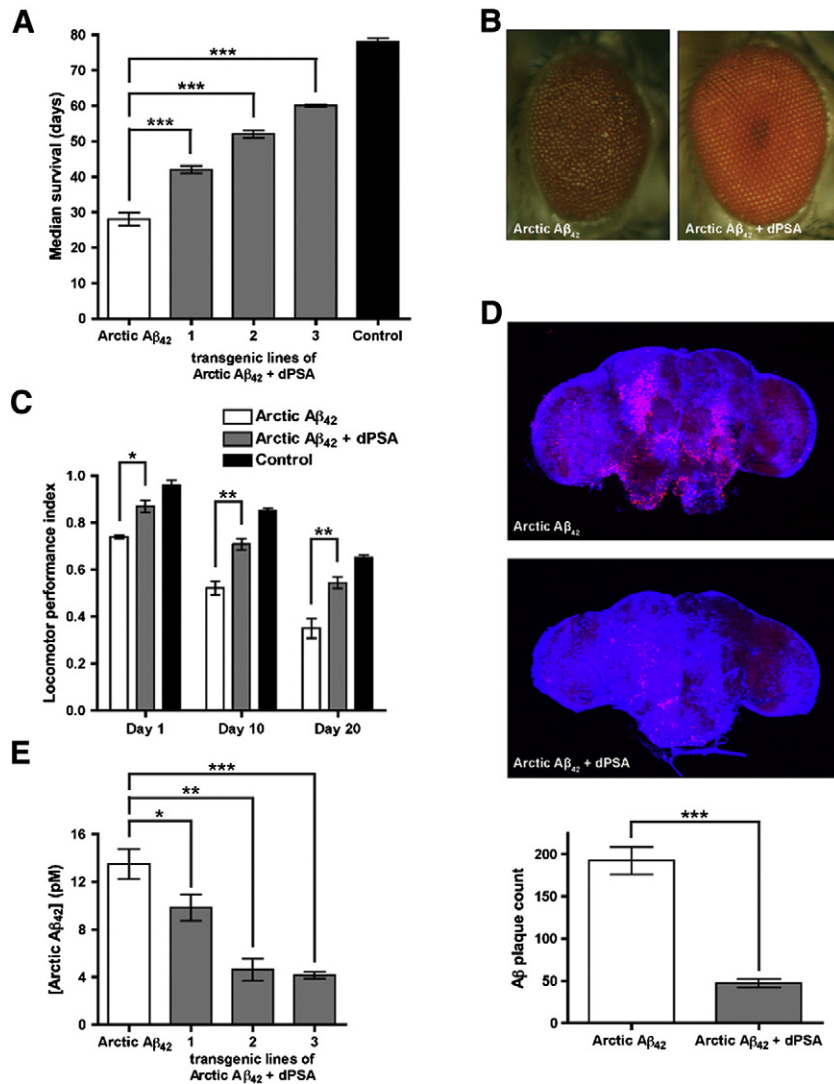 A
Median survival (days)
80
70
60
50
40
30
20
10
0
***
***
***
Arctic Aβ42
1
2
3
Control
transgenic lines of
Arctic Aβ42 + dPSA
B
Arctic Aβ42
Arctic Aβ42 + dPSA
C
Arctic Aβ42
Arctic Aβ42 + dPSA
Control
Locomotor performance index
1.0
0.8
0.6
0.4
0.2
0.0
*
**
**
Day 1
Day 10
Day 20
D
Arctic Aβ42
Arctic Aβ42 + dPSA
Aβ plaque count
200
150
100
50
0
***
Arctic Aβ42
Arctic Aβ42 + dPSA
E
[Arctic Aβ42] (pM)
16
12
8
4
0
***
**
*
Arctic Aβ42
1
2
3
transgenic lines of
Arctic Aβ42 + dPSA